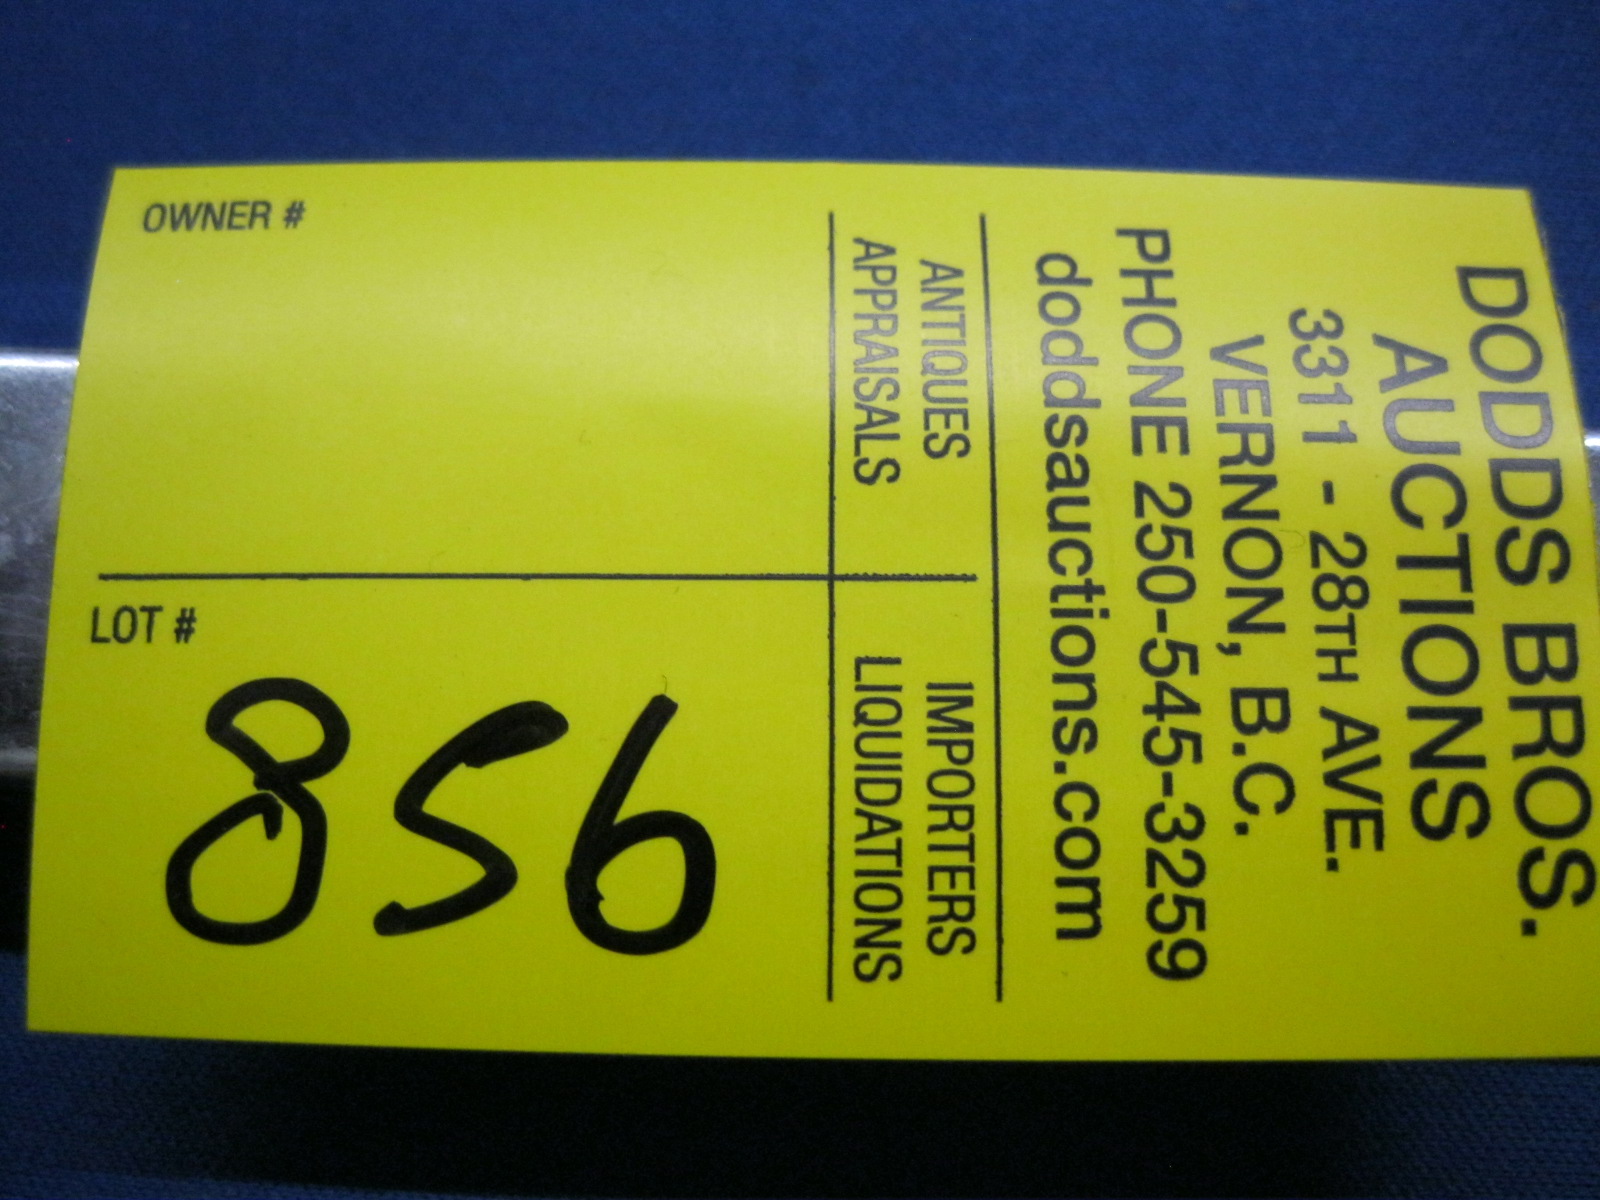 DODDS BROS.
AUCTIONS
3311 - 28TH AVE.
VERNON, B.C.
PHONE 250-545-3259
doddsauctions.com
ANTIQUES
APPRAISALS
IMPORTERS
LIQUIDATIONS
OWNER #
LOT #
856